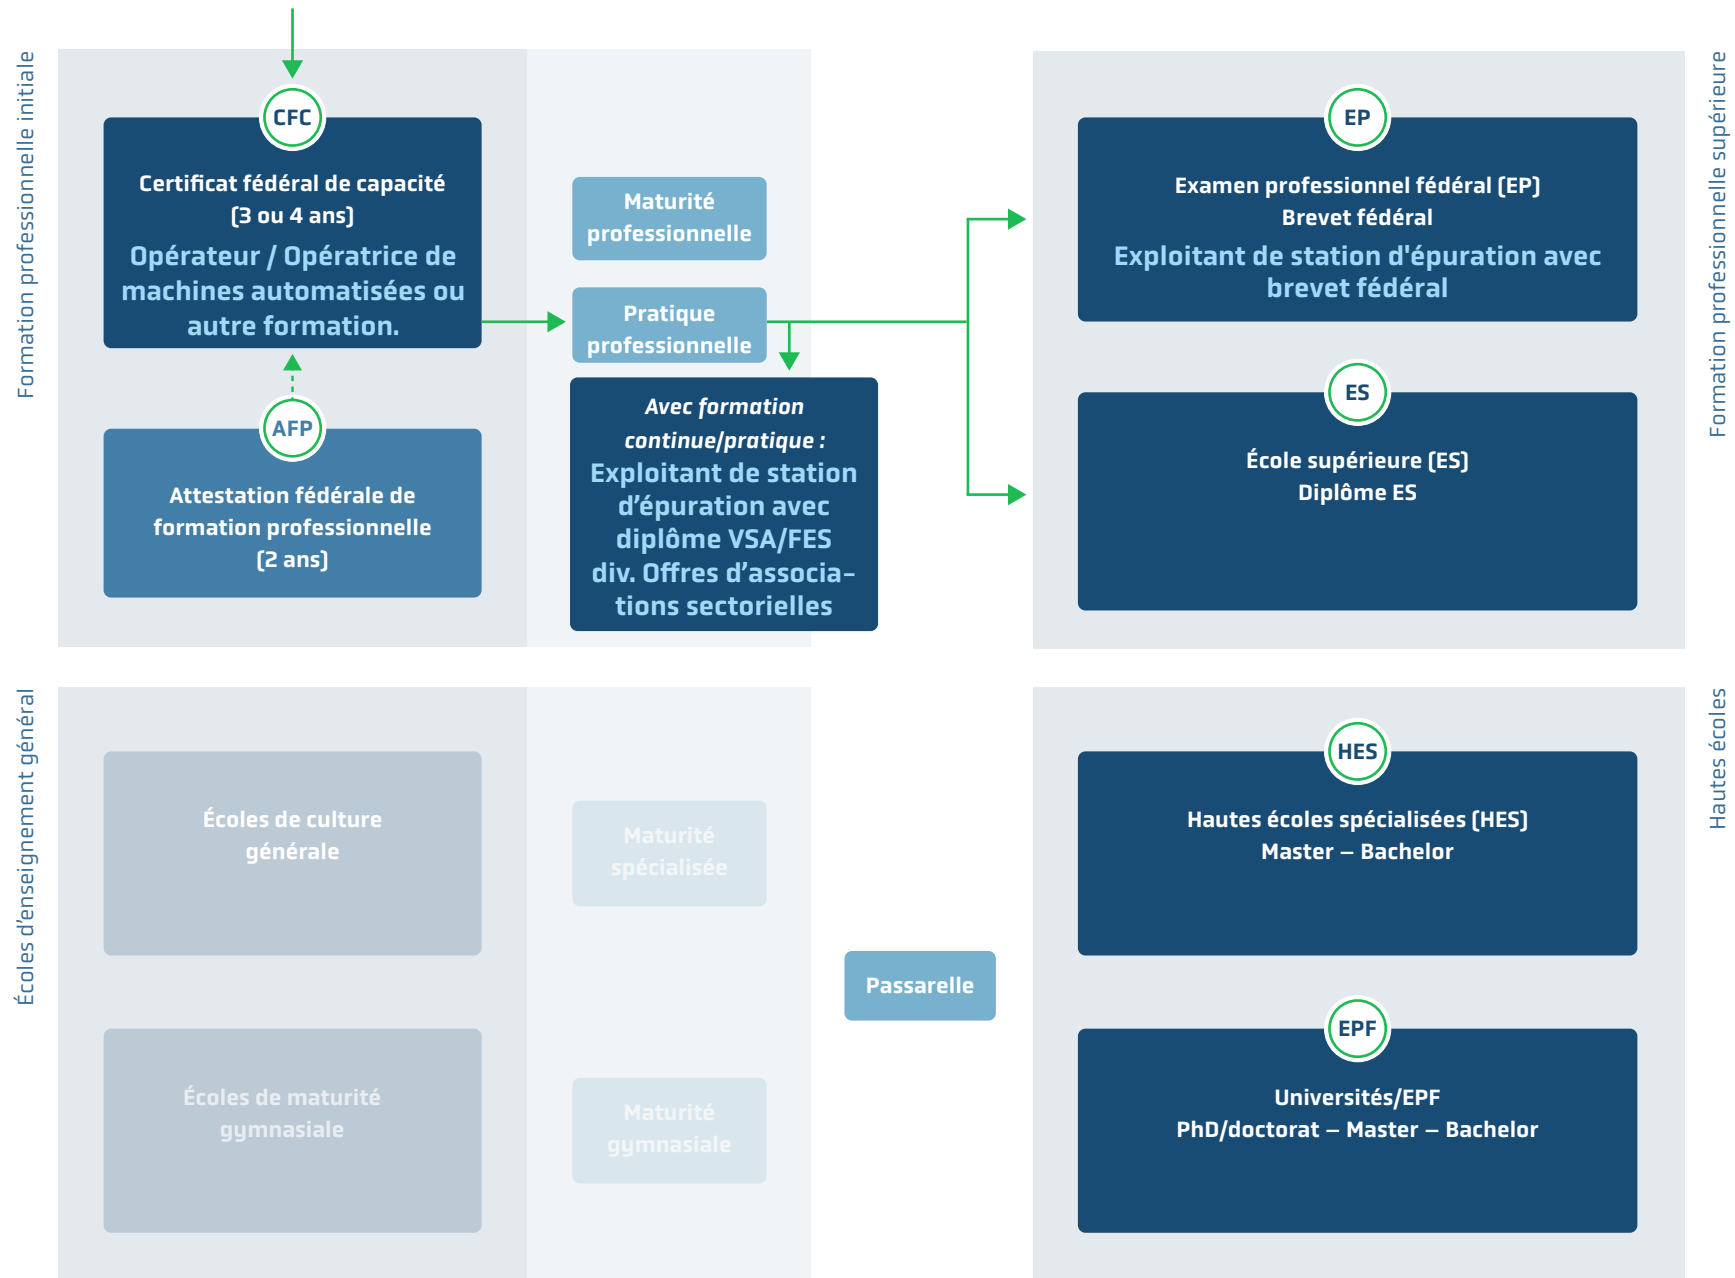 Formation professionnelle initiale
CFC
Certificat fédéral de capacité
(3 ou 4 ans)
Opérateur / Opératrice de
machines automatisées ou
autre formation.
AFP
Attestation fédérale de
formation professionnelle
(2 ans)
Maturité
professionnelle
Pratique
professionnelle
Avec formation
continue/pratique :
Exploitant de station
d’épuration avec
diplôme VSA/FES
div. Offres d’associa–
tions sectorielles
EP
Examen professionnel fédéral (EP)
Brevet fédéral
Exploitant de station d'épuration avec
brevet fédéral
ES
École supérieure (ES)
Diplôme ES
Formation professionnelle supérieure
Écoles d’enseignement général
Écoles de culture
générale
Écoles de maturité
gymnasiale
Maturité
spécialisée
Maturité
gymnasiale
Passarelle
HES
Hautes écoles spécialisées (HES)
Master – Bachelor
EPF
Universités/EPF
PhD/doctorat – Master – Bachelor
Hautes écoles